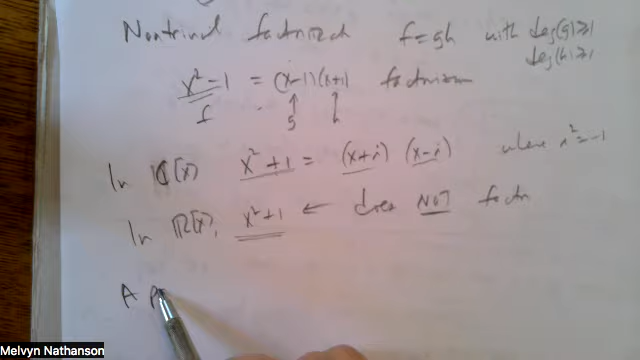 Nontrivial factorized f=gh with deg(g)≥1
deg(h)≥1
x²-1 = (x-1)(x+1) factorization
f g h
In ℂ[x] x²+1 = (x+i)(x-i) where i²=-1
In ℝ[x], x²+1 ← does NOT factor
A p
Melvyn Nathanson